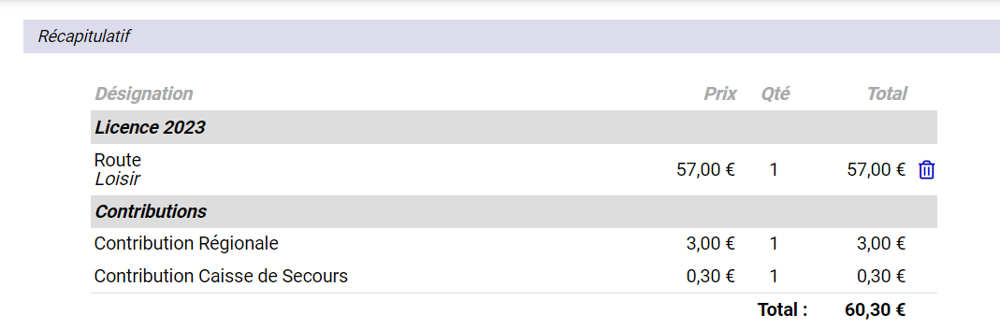 Récapitulatif
Désignation Prix Qté Total
Licence 2023
Route
Loisir
57,00 € 1 57,00 €
Contributions
Contribution Régionale 3,00 € 1 3,00 €
Contribution Caisse de Secours 0,30 € 1 0,30 €
Total : 60,30 €